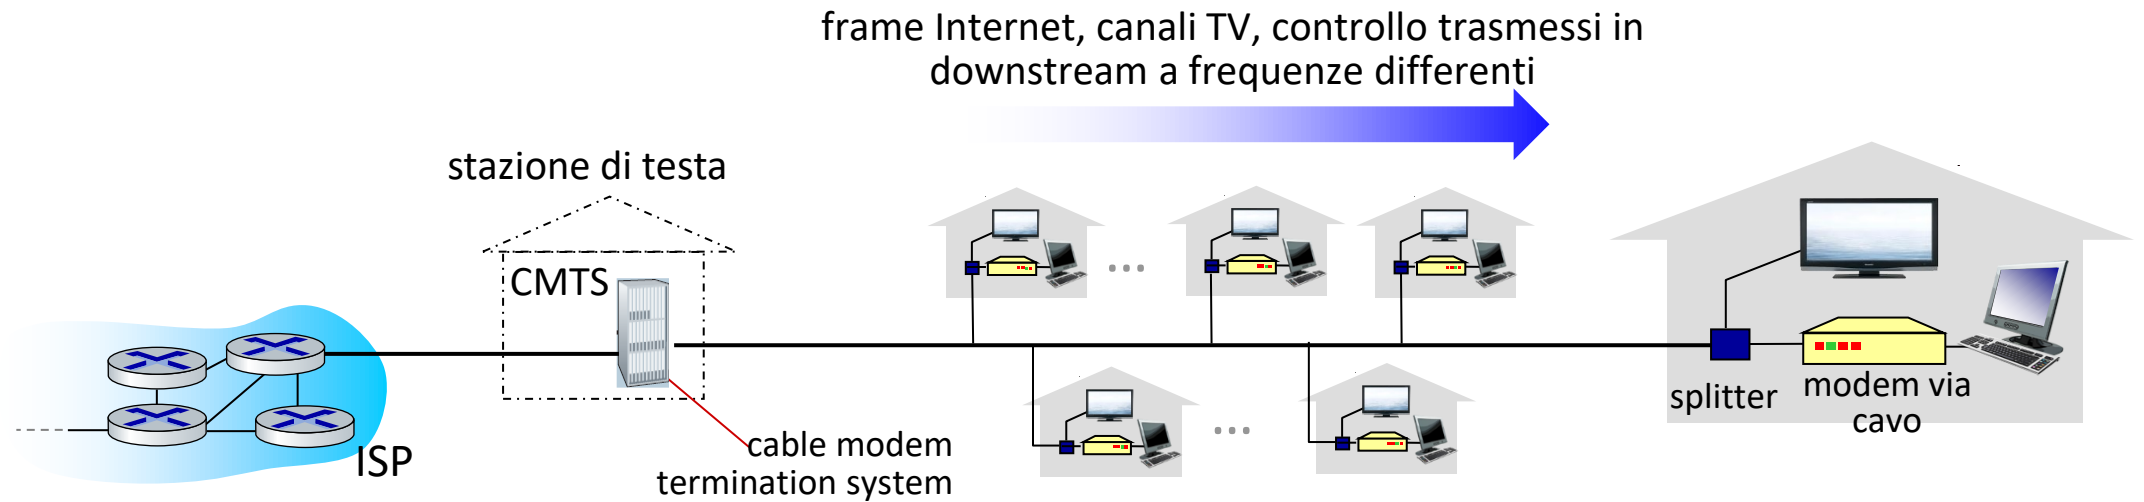 frame Internet, canali TV, controllo trasmessi in
downstream a frequenze differenti
stazione di testa
CMTS
ISP
cable modem
termination system
splitter
modem via
cavo